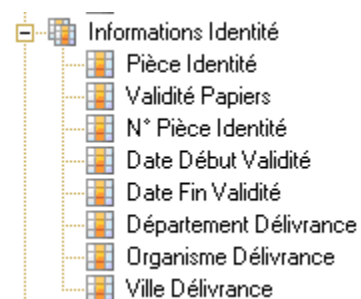 Informations Identité
Pièce Identité
Validité Papiers
N° Pièce Identité
Date Début Validité
Date Fin Validité
Département Délivrance
Organisme Délivrance
Ville Délivrance